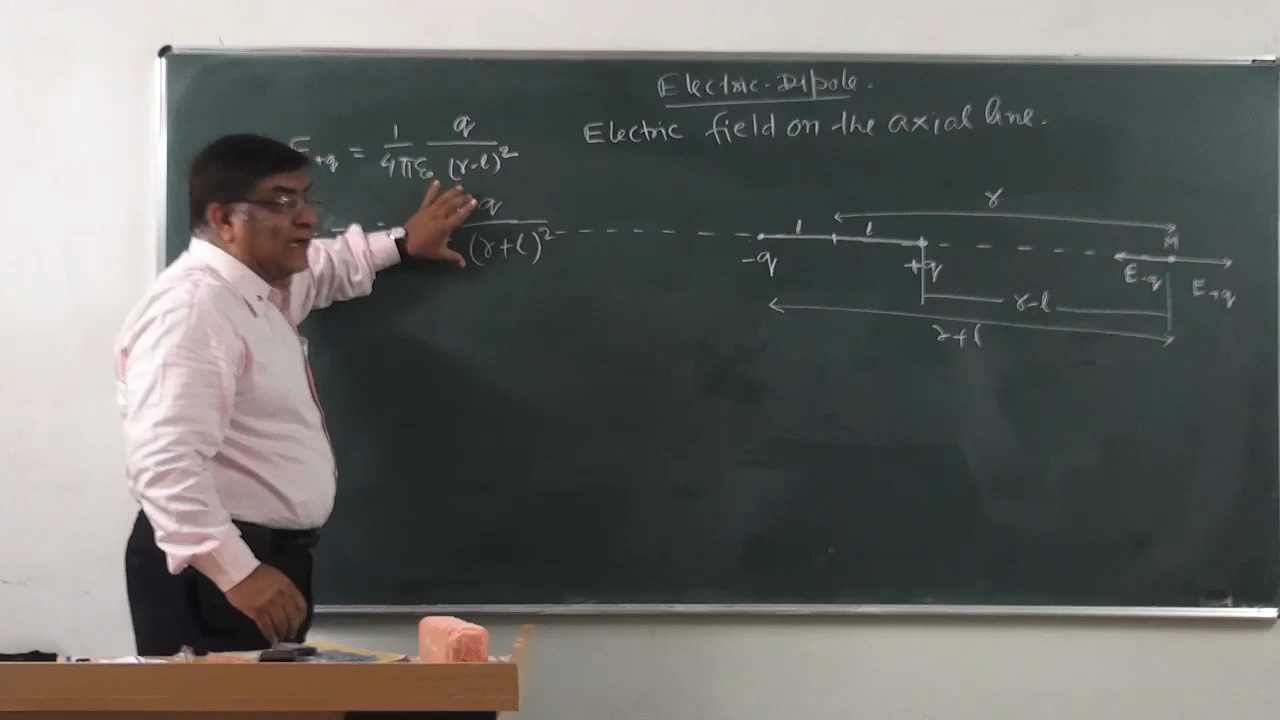 Electric-Dipole.
Electric field on the axial line.
E+q = 1/4πε₀ q/(r-l)²
q/(r+l)²
r
l l
-q +q M
E-q E+q
r-l
r+l